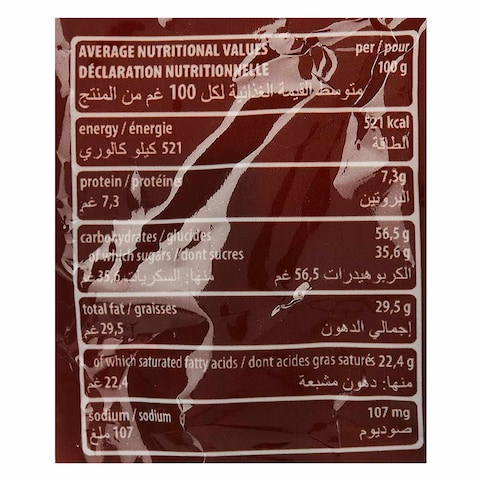 AVERAGE NUTRITIONAL VALUES per / pour
DÉCLARATION NUTRITIONNELLE 100 g
متوسط القيمة الغذائية لكل 100 غم من المنتج
energy / énergie 521 kcal
الطاقة 521 كيلو كالوري
protein / protéines 7,3g
البروتين 7,3 غم
carbohydrates / glucides 56,5 g
of which sugars / dont sucres 35,6 g
الكربوهيدرات 56,5 غم منها: السكريات 35,6 غم
total fat / graisses 29,5 g
إجمالي الدهون 29,5 غم
of which saturated fatty acids / dont acides gras saturés 22,4 g
منها: دهون مشبعة 22,4 غم
sodium / sodium 107 mg
صوديوم 107 ملغ